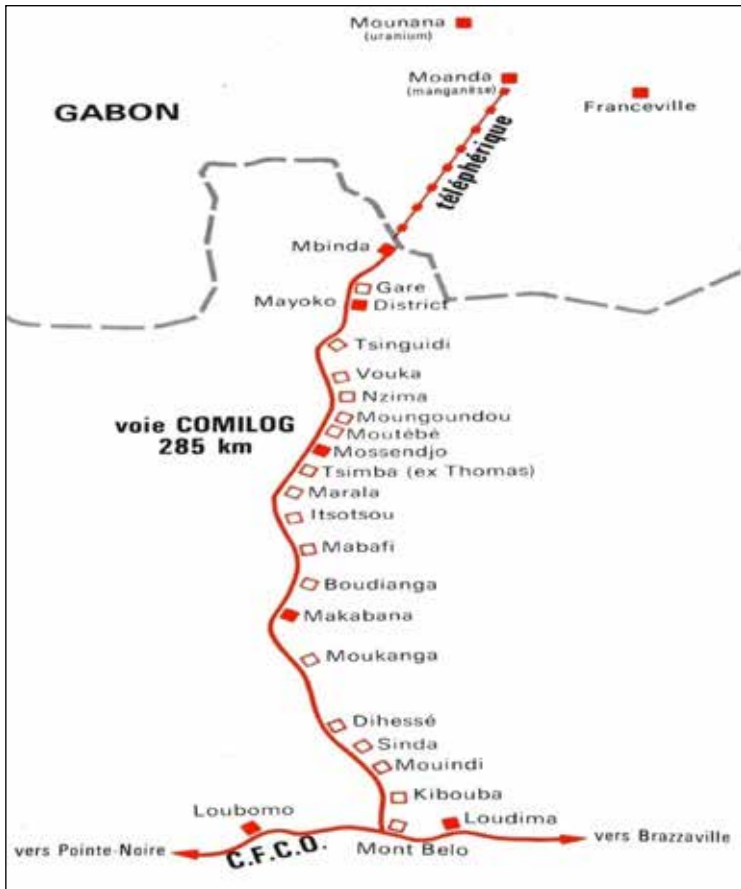 Mounana
(uranium)
Moanda
(manganèse)
GABON
Franceville
téléphérique
Mbinda
Gare
Mayoko
District
Tsinguidi
Vouka
Nzima
voie COMILOG
285 km
Moungoundou
Moutébé
Mossendjo
Tsimba (ex Thomas)
Marala
Itsotsou
Mabafi
Boudianga
Makabana
Moukanga
Dihessé
Sinda
Mouindi
Kibouba
Loubomo
Loudima
vers Pointe-Noire
C.F.C.O.
Mont Belo
vers Brazzaville